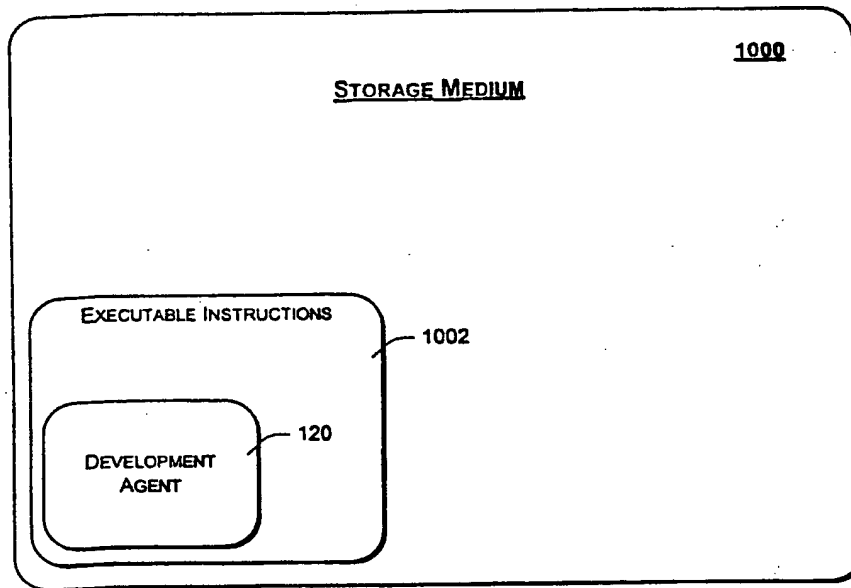 1000
STORAGE MEDIUM
EXECUTABLE INSTRUCTIONS
1002
120
DEVELOPMENT
AGENT